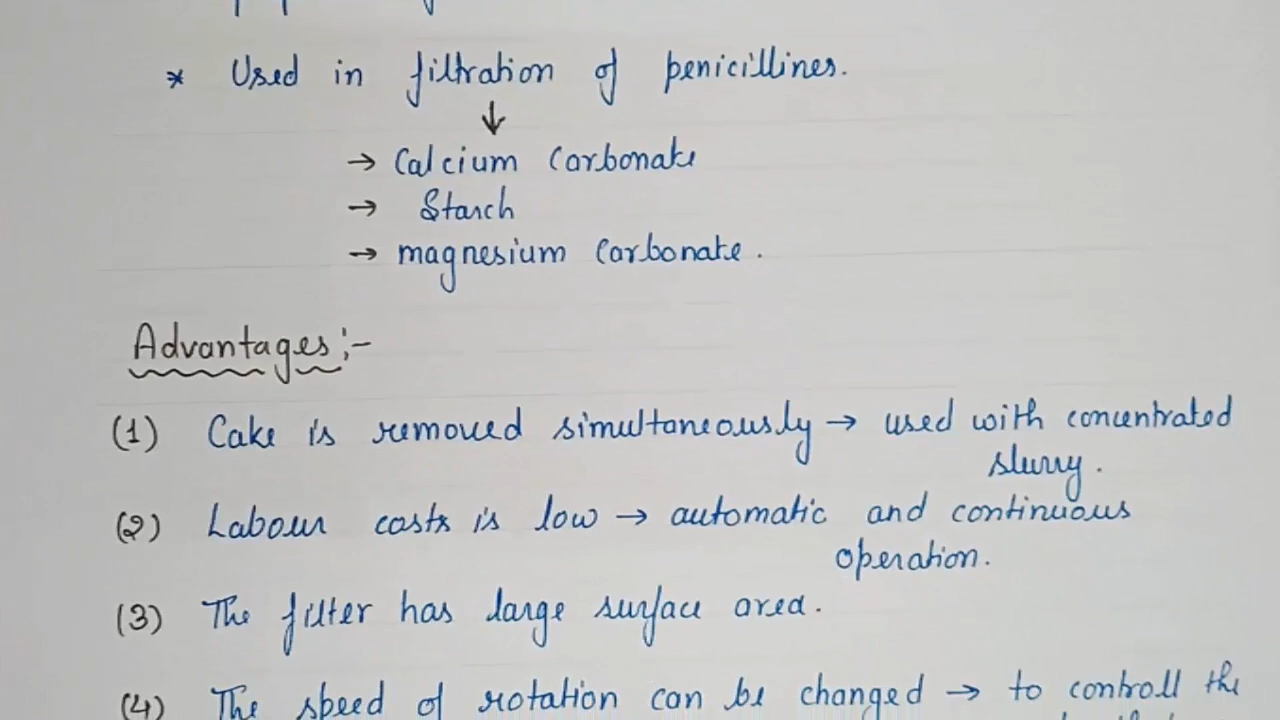 * Used in filtration of penicillines.
↓
→ Calcium Carbonate
→ Starch
→ magnesium Carbonate.
Advantages:-
(1) Cake is removed simultaneously → used with concentrated
slurry.
(2) Labour costs is low → automatic and continuous
operation.
(3) The filter has large surface area.
(4) The speed of rotation can be changed → to controll the